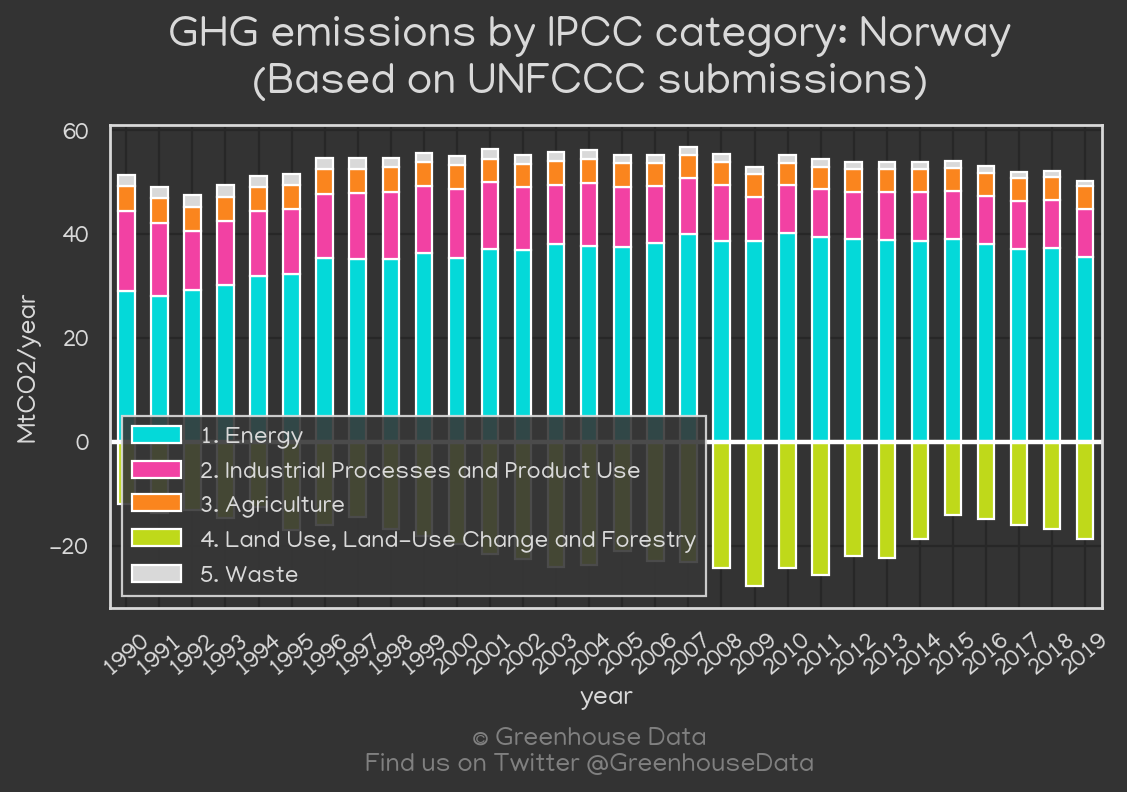 GHG emissions by IPCC category: Norway
(Based on UNFCCC submissions)
60
40
20
0
−20
MtCO2/year
1. Energy
2. Industrial Processes and Product Use
3. Agriculture
4. Land Use, Land-Use Change and Forestry
5. Waste
1990 1991 1992 1993 1994 1995 1996 1997 1998 1999 2000 2001 2002 2003 2004 2005 2006 2007 2008 2009 2010 2011 2012 2013 2014 2015 2016 2017 2018 2019
year
© Greenhouse Data
Find us on Twitter @GreenhouseData